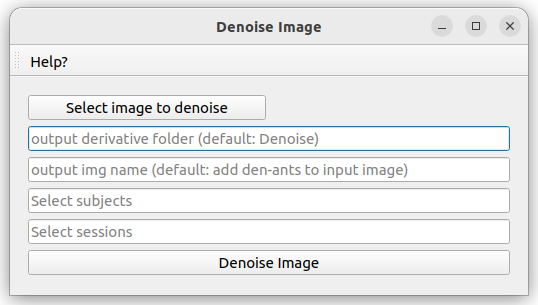 Denoise Image
Help?
Select image to denoise
output derivative folder (default: Denoise)
output img name (default: add den-ants to input image)
Select subjects
Select sessions
Denoise Image